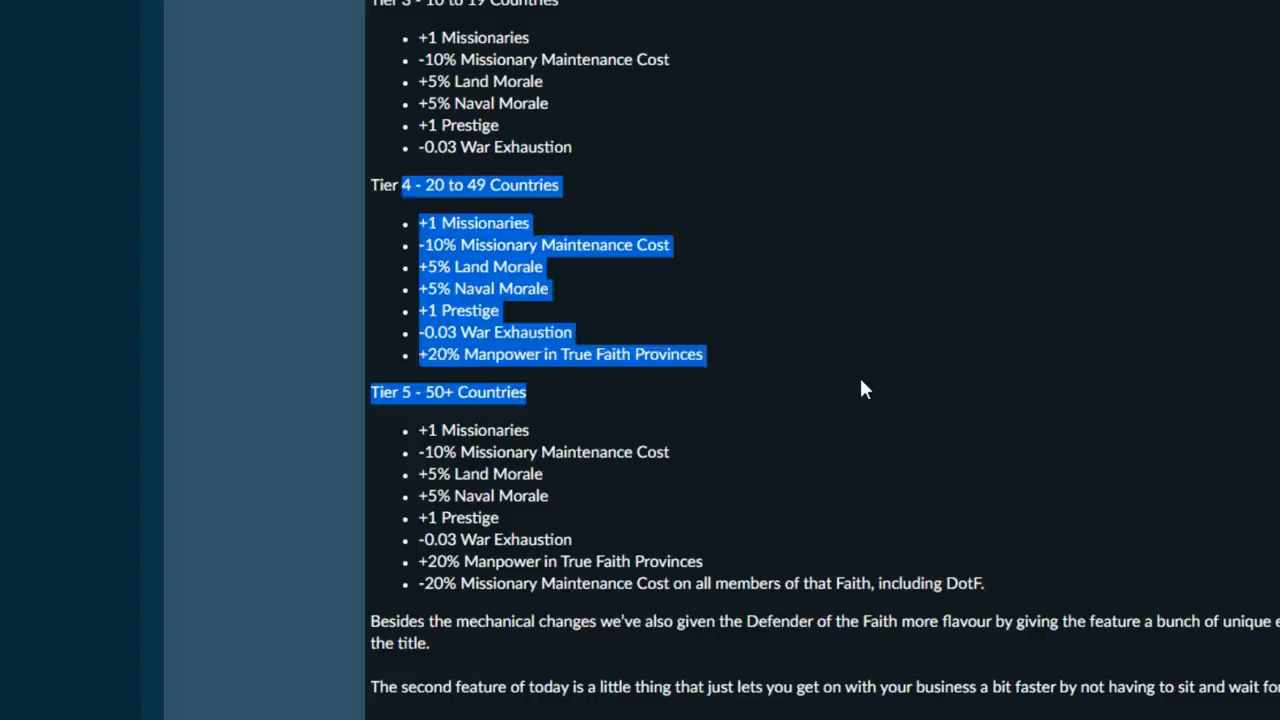 Tier 3 - 10 to 19 Countries
+1 Missionaries
-10% Missionary Maintenance Cost
+5% Land Morale
+5% Naval Morale
+1 Prestige
-0.03 War Exhaustion
Tier 4 - 20 to 49 Countries
+1 Missionaries
-10% Missionary Maintenance Cost
+5% Land Morale
+5% Naval Morale
+1 Prestige
-0.03 War Exhaustion
+20% Manpower in True Faith Provinces
Tier 5 - 50+ Countries
+1 Missionaries
-10% Missionary Maintenance Cost
+5% Land Morale
+5% Naval Morale
+1 Prestige
-0.03 War Exhaustion
+20% Manpower in True Faith Provinces
-20% Missionary Maintenance Cost on all members of that Faith, including DotF.
Besides the mechanical changes we've also given the Defender of the Faith more flavour by giving the feature a bunch of unique
the title.
The second feature of today is a little thing that just lets you get on with your business a bit faster by not having to sit and wait